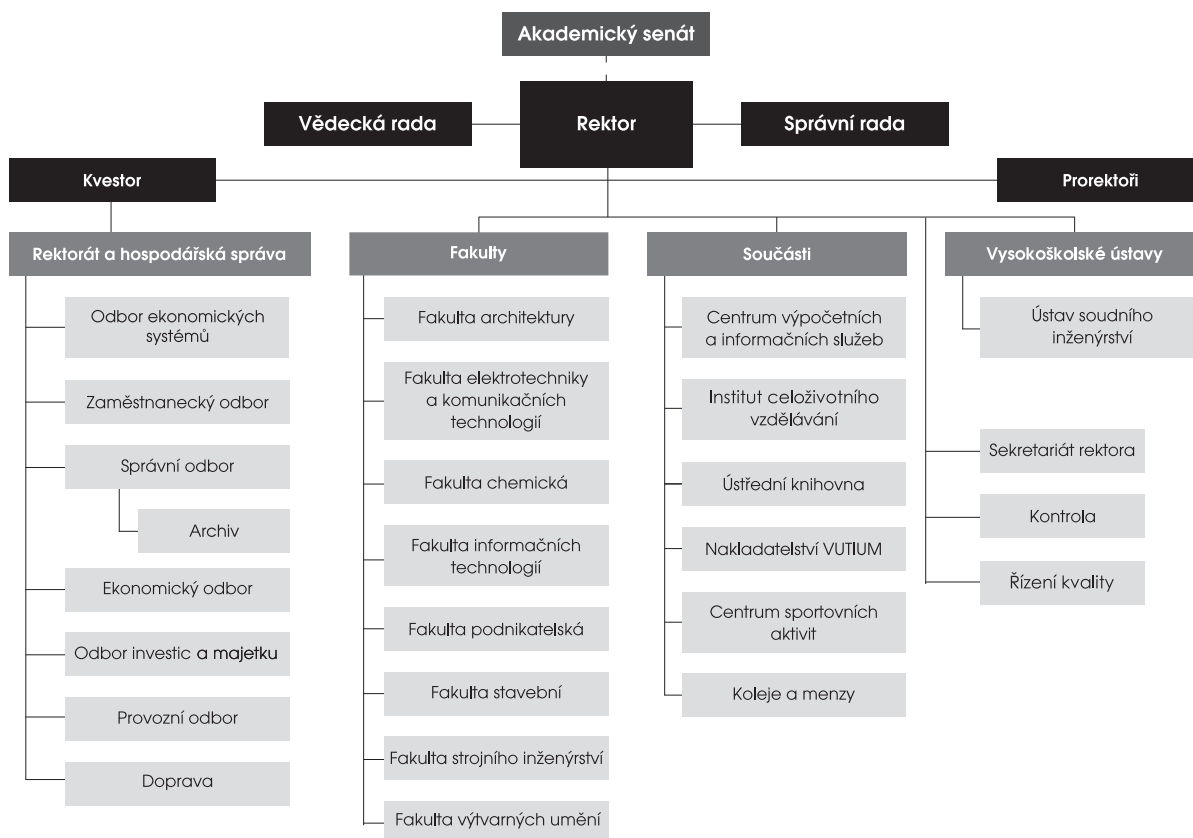 Akademický senát
Vědecká rada
Rektor
Správní rada
Kvestor
Prorektoři
Rektorát a hospodářská správa
Odbor ekonomických
systémů
Zaměstnanecký odbor
Správní odbor
Archiv
Ekonomický odbor
Odbor investic a majetku
Provozní odbor
Doprava
Fakulty
Fakulta architektury
Fakulta elektrotechniky
a komunikačních
technologií
Fakulta chemická
Fakulta informačních
technologií
Fakulta podnikatelská
Fakulta stavební
Fakulta strojního inženýrství
Fakulta výtvarných umění
Součásti
Centrum výpočetních
a informačních služeb
Institut celoživotního
vzdělávání
Ústřední knihovna
Nakladatelství VUTIUM
Centrum sportovních
aktivit
Koleje a menzy
Vysokoškolské ústavy
Ústav soudního
inženýrství
Sekretariát rektora
Kontrola
Řízení kvality